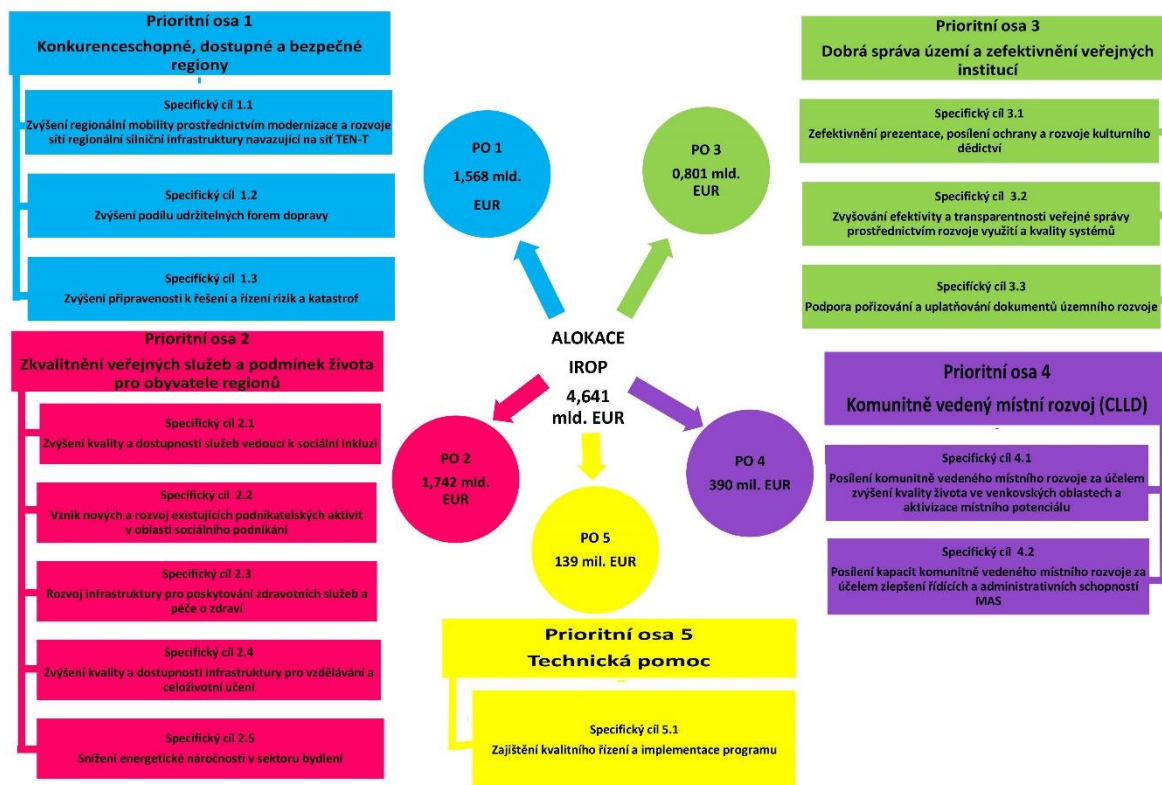 Prioritní osa 1
Konkurenceschopné, dostupné a bezpečné
regiony
Specifický cíl 1.1
Zvýšení regionální mobility prostřednictvím modernizace a rozvoje
sítí regionální silniční infrastruktury navazující na síť TEN-T
Specifický cíl 1.2
Zvýšení podílu udržitelných forem dopravy
Specifický cíl 1.3
Zvýšení připravenosti k řešení a řízení rizik a katastrof
Prioritní osa 2
Zkvalitnění veřejných služeb a podmínek života
pro obyvatele regionů
Specifický cíl 2.1
Zvýšení kvality a dostupnosti služeb vedoucí k sociální inkluzi
Specifický cíl 2.2
Vznik nových a rozvoj existujících podnikatelských aktivit
v oblasti sociálního podnikání
Specifický cíl 2.3
Rozvoj infrastruktury pro poskytování zdravotních služeb a
péče o zdraví
Specifický cíl 2.4
Zvýšení kvality a dostupnosti infrastruktury pro vzdělávání a
celoživotní učení
Specifický cíl 2.5
Snížení energetické náročnosti v sektoru bydlení
PO 1
1,568 mld.
EUR
PO 3
0,801 mld.
EUR
ALOKACE
IROP
4,641
mld. EUR
PO 2
1,742 mld.
EUR
PO 4
390 mil. EUR
PO 5
139 mil. EUR
Prioritní osa 5
Technická pomoc
Specifický cíl 5.1
Zajištění kvalitního řízení a implementace programu
Prioritní osa 3
Dobrá správa území a zefektivnění veřejných
institucí
Specifický cíl 3.1
Zefektivnění prezentace, posílení ochrany a rozvoje kulturního
dědictví
Specifický cíl 3.2
Zvyšování efektivity a transparentnosti veřejné správy
prostřednictvím rozvoje využití a kvality systémů
Specifický cíl 3.3
Podpora pořizování a uplatňování dokumentů územního rozvoje
Prioritní osa 4
Komunitně vedený místní rozvoj (CLLD)
Specifický cíl 4.1
Posílení komunitně vedeného místního rozvoje za účelem
zvýšení kvality života ve venkovských oblastech a
aktivizace místního potenciálu
Specifický cíl 4.2
Posílení kapacit komunitně vedeného místního rozvoje za
účelem zlepšení řídících a administrativních schopností
MAS